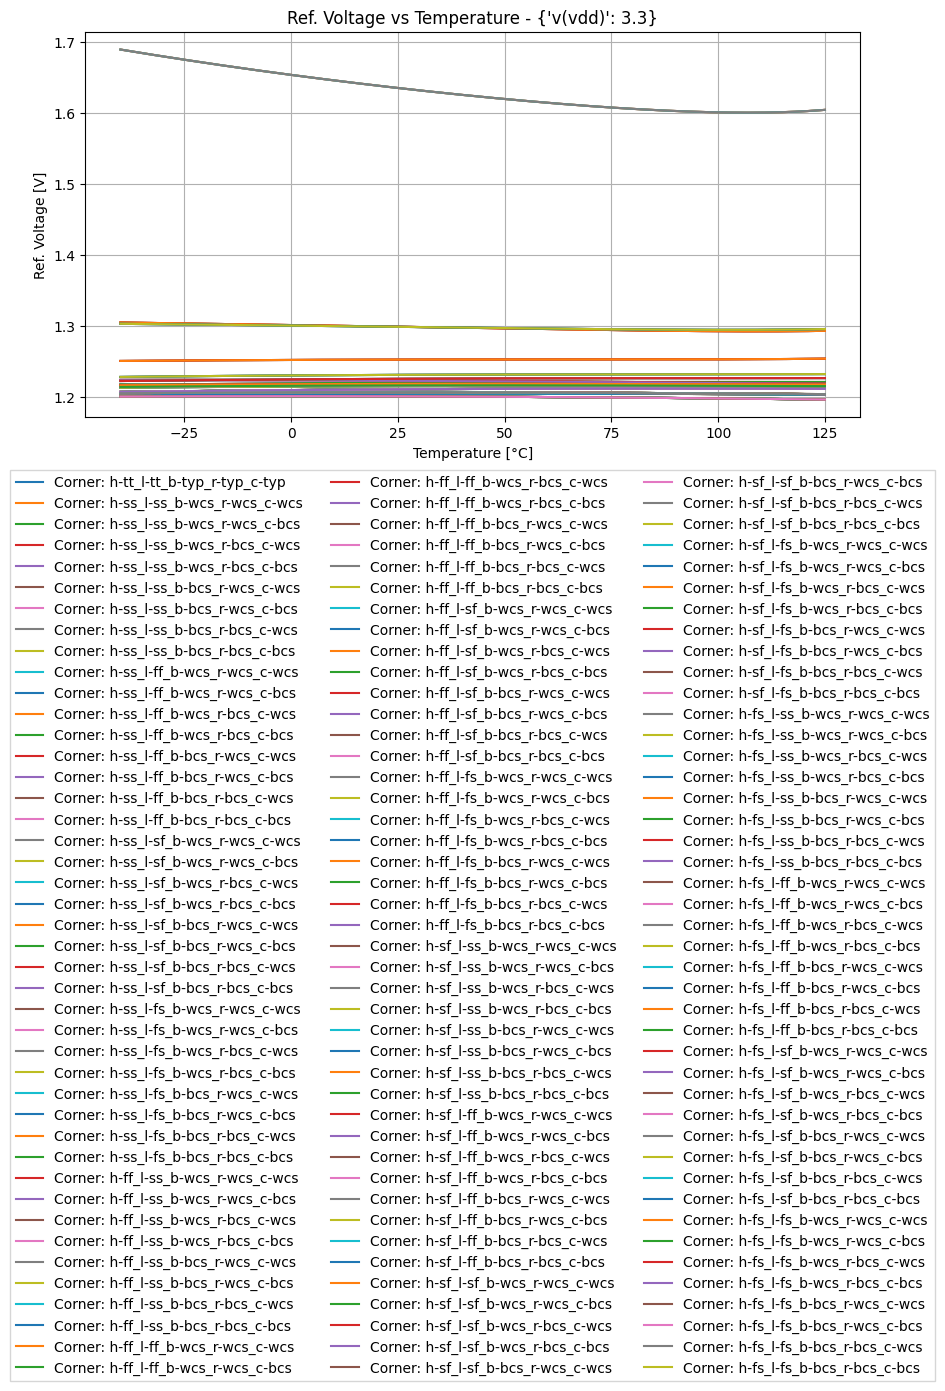 Ref. Voltage vs Temperature - {'v(vdd)': 3.3}
Ref. Voltage [V]
1.7
1.6
1.5
1.4
1.3
1.2
−25
0
25
50
75
100
125
Temperature [°C]
Corner: h-tt_l-tt_b-typ_r-typ_c-typ
Corner: h-ss_l-ss_b-wcs_r-wcs_c-wcs
Corner: h-ss_l-ss_b-wcs_r-wcs_c-bcs
Corner: h-ss_l-ss_b-wcs_r-bcs_c-wcs
Corner: h-ss_l-ss_b-wcs_r-bcs_c-bcs
Corner: h-ss_l-ss_b-bcs_r-wcs_c-wcs
Corner: h-ss_l-ss_b-bcs_r-wcs_c-bcs
Corner: h-ss_l-ss_b-bcs_r-bcs_c-wcs
Corner: h-ss_l-ss_b-bcs_r-bcs_c-bcs
Corner: h-ss_l-ff_b-wcs_r-wcs_c-wcs
Corner: h-ss_l-ff_b-wcs_r-wcs_c-bcs
Corner: h-ss_l-ff_b-wcs_r-bcs_c-wcs
Corner: h-ss_l-ff_b-wcs_r-bcs_c-bcs
Corner: h-ss_l-ff_b-bcs_r-wcs_c-wcs
Corner: h-ss_l-ff_b-bcs_r-wcs_c-bcs
Corner: h-ss_l-ff_b-bcs_r-bcs_c-wcs
Corner: h-ss_l-ff_b-bcs_r-bcs_c-bcs
Corner: h-ss_l-sf_b-wcs_r-wcs_c-wcs
Corner: h-ss_l-sf_b-wcs_r-wcs_c-bcs
Corner: h-ss_l-sf_b-wcs_r-bcs_c-wcs
Corner: h-ss_l-sf_b-wcs_r-bcs_c-bcs
Corner: h-ss_l-sf_b-bcs_r-wcs_c-wcs
Corner: h-ss_l-sf_b-bcs_r-wcs_c-bcs
Corner: h-ss_l-sf_b-bcs_r-bcs_c-wcs
Corner: h-ss_l-sf_b-bcs_r-bcs_c-bcs
Corner: h-ss_l-fs_b-wcs_r-wcs_c-wcs
Corner: h-ss_l-fs_b-wcs_r-wcs_c-bcs
Corner: h-ss_l-fs_b-wcs_r-bcs_c-wcs
Corner: h-ss_l-fs_b-wcs_r-bcs_c-bcs
Corner: h-ss_l-fs_b-bcs_r-wcs_c-wcs
Corner: h-ss_l-fs_b-bcs_r-wcs_c-bcs
Corner: h-ss_l-fs_b-bcs_r-bcs_c-wcs
Corner: h-ss_l-fs_b-bcs_r-bcs_c-bcs
Corner: h-ff_l-ss_b-wcs_r-wcs_c-wcs
Corner: h-ff_l-ss_b-wcs_r-wcs_c-bcs
Corner: h-ff_l-ss_b-wcs_r-bcs_c-wcs
Corner: h-ff_l-ss_b-wcs_r-bcs_c-bcs
Corner: h-ff_l-ss_b-bcs_r-wcs_c-wcs
Corner: h-ff_l-ss_b-bcs_r-wcs_c-bcs
Corner: h-ff_l-ss_b-bcs_r-bcs_c-wcs
Corner: h-ff_l-ss_b-bcs_r-bcs_c-bcs
Corner: h-ff_l-ff_b-wcs_r-wcs_c-wcs
Corner: h-ff_l-ff_b-wcs_r-wcs_c-bcs
Corner: h-ff_l-ff_b-wcs_r-bcs_c-wcs
Corner: h-ff_l-ff_b-wcs_r-bcs_c-bcs
Corner: h-ff_l-ff_b-bcs_r-wcs_c-wcs
Corner: h-ff_l-ff_b-bcs_r-wcs_c-bcs
Corner: h-ff_l-ff_b-bcs_r-bcs_c-wcs
Corner: h-ff_l-ff_b-bcs_r-bcs_c-bcs
Corner: h-ff_l-sf_b-wcs_r-wcs_c-wcs
Corner: h-ff_l-sf_b-wcs_r-wcs_c-bcs
Corner: h-ff_l-sf_b-wcs_r-bcs_c-wcs
Corner: h-ff_l-sf_b-wcs_r-bcs_c-bcs
Corner: h-ff_l-sf_b-bcs_r-wcs_c-wcs
Corner: h-ff_l-sf_b-bcs_r-wcs_c-bcs
Corner: h-ff_l-sf_b-bcs_r-bcs_c-wcs
Corner: h-ff_l-sf_b-bcs_r-bcs_c-bcs
Corner: h-ff_l-fs_b-wcs_r-wcs_c-wcs
Corner: h-ff_l-fs_b-wcs_r-wcs_c-bcs
Corner: h-ff_l-fs_b-wcs_r-bcs_c-wcs
Corner: h-ff_l-fs_b-wcs_r-bcs_c-bcs
Corner: h-ff_l-fs_b-bcs_r-wcs_c-wcs
Corner: h-ff_l-fs_b-bcs_r-wcs_c-bcs
Corner: h-ff_l-fs_b-bcs_r-bcs_c-wcs
Corner: h-ff_l-fs_b-bcs_r-bcs_c-bcs
Corner: h-sf_l-ss_b-wcs_r-wcs_c-wcs
Corner: h-sf_l-ss_b-wcs_r-wcs_c-bcs
Corner: h-sf_l-ss_b-wcs_r-bcs_c-wcs
Corner: h-sf_l-ss_b-wcs_r-bcs_c-bcs
Corner: h-sf_l-ss_b-bcs_r-wcs_c-wcs
Corner: h-sf_l-ss_b-bcs_r-wcs_c-bcs
Corner: h-sf_l-ss_b-bcs_r-bcs_c-wcs
Corner: h-sf_l-ss_b-bcs_r-bcs_c-bcs
Corner: h-sf_l-ff_b-wcs_r-wcs_c-wcs
Corner: h-sf_l-ff_b-wcs_r-wcs_c-bcs
Corner: h-sf_l-ff_b-wcs_r-bcs_c-wcs
Corner: h-sf_l-ff_b-wcs_r-bcs_c-bcs
Corner: h-sf_l-ff_b-bcs_r-wcs_c-wcs
Corner: h-sf_l-ff_b-bcs_r-wcs_c-bcs
Corner: h-sf_l-ff_b-bcs_r-bcs_c-wcs
Corner: h-sf_l-ff_b-bcs_r-bcs_c-bcs
Corner: h-sf_l-sf_b-wcs_r-wcs_c-wcs
Corner: h-sf_l-sf_b-wcs_r-wcs_c-bcs
Corner: h-sf_l-sf_b-wcs_r-bcs_c-wcs
Corner: h-sf_l-sf_b-wcs_r-bcs_c-bcs
Corner: h-sf_l-sf_b-bcs_r-wcs_c-wcs
Corner: h-sf_l-sf_b-bcs_r-wcs_c-bcs
Corner: h-sf_l-sf_b-bcs_r-bcs_c-wcs
Corner: h-sf_l-sf_b-bcs_r-bcs_c-bcs
Corner: h-sf_l-fs_b-wcs_r-wcs_c-wcs
Corner: h-sf_l-fs_b-wcs_r-wcs_c-bcs
Corner: h-sf_l-fs_b-wcs_r-bcs_c-wcs
Corner: h-sf_l-fs_b-wcs_r-bcs_c-bcs
Corner: h-sf_l-fs_b-bcs_r-wcs_c-wcs
Corner: h-sf_l-fs_b-bcs_r-wcs_c-bcs
Corner: h-sf_l-fs_b-bcs_r-bcs_c-wcs
Corner: h-sf_l-fs_b-bcs_r-bcs_c-bcs
Corner: h-fs_l-ss_b-wcs_r-wcs_c-wcs
Corner: h-fs_l-ss_b-wcs_r-wcs_c-bcs
Corner: h-fs_l-ss_b-wcs_r-bcs_c-wcs
Corner: h-fs_l-ss_b-wcs_r-bcs_c-bcs
Corner: h-fs_l-ss_b-bcs_r-wcs_c-wcs
Corner: h-fs_l-ss_b-bcs_r-wcs_c-bcs
Corner: h-fs_l-ss_b-bcs_r-bcs_c-wcs
Corner: h-fs_l-ss_b-bcs_r-bcs_c-bcs
Corner: h-fs_l-ff_b-wcs_r-wcs_c-wcs
Corner: h-fs_l-ff_b-wcs_r-wcs_c-bcs
Corner: h-fs_l-ff_b-wcs_r-bcs_c-wcs
Corner: h-fs_l-ff_b-wcs_r-bcs_c-bcs
Corner: h-fs_l-ff_b-bcs_r-wcs_c-wcs
Corner: h-fs_l-ff_b-bcs_r-wcs_c-bcs
Corner: h-fs_l-ff_b-bcs_r-bcs_c-wcs
Corner: h-fs_l-ff_b-bcs_r-bcs_c-bcs
Corner: h-fs_l-sf_b-wcs_r-wcs_c-wcs
Corner: h-fs_l-sf_b-wcs_r-wcs_c-bcs
Corner: h-fs_l-sf_b-wcs_r-bcs_c-wcs
Corner: h-fs_l-sf_b-wcs_r-bcs_c-bcs
Corner: h-fs_l-sf_b-bcs_r-wcs_c-wcs
Corner: h-fs_l-sf_b-bcs_r-wcs_c-bcs
Corner: h-fs_l-sf_b-bcs_r-bcs_c-wcs
Corner: h-fs_l-sf_b-bcs_r-bcs_c-bcs
Corner: h-fs_l-fs_b-wcs_r-wcs_c-wcs
Corner: h-fs_l-fs_b-wcs_r-wcs_c-bcs
Corner: h-fs_l-fs_b-wcs_r-bcs_c-wcs
Corner: h-fs_l-fs_b-wcs_r-bcs_c-bcs
Corner: h-fs_l-fs_b-bcs_r-wcs_c-wcs
Corner: h-fs_l-fs_b-bcs_r-wcs_c-bcs
Corner: h-fs_l-fs_b-bcs_r-bcs_c-wcs
Corner: h-fs_l-fs_b-bcs_r-bcs_c-bcs